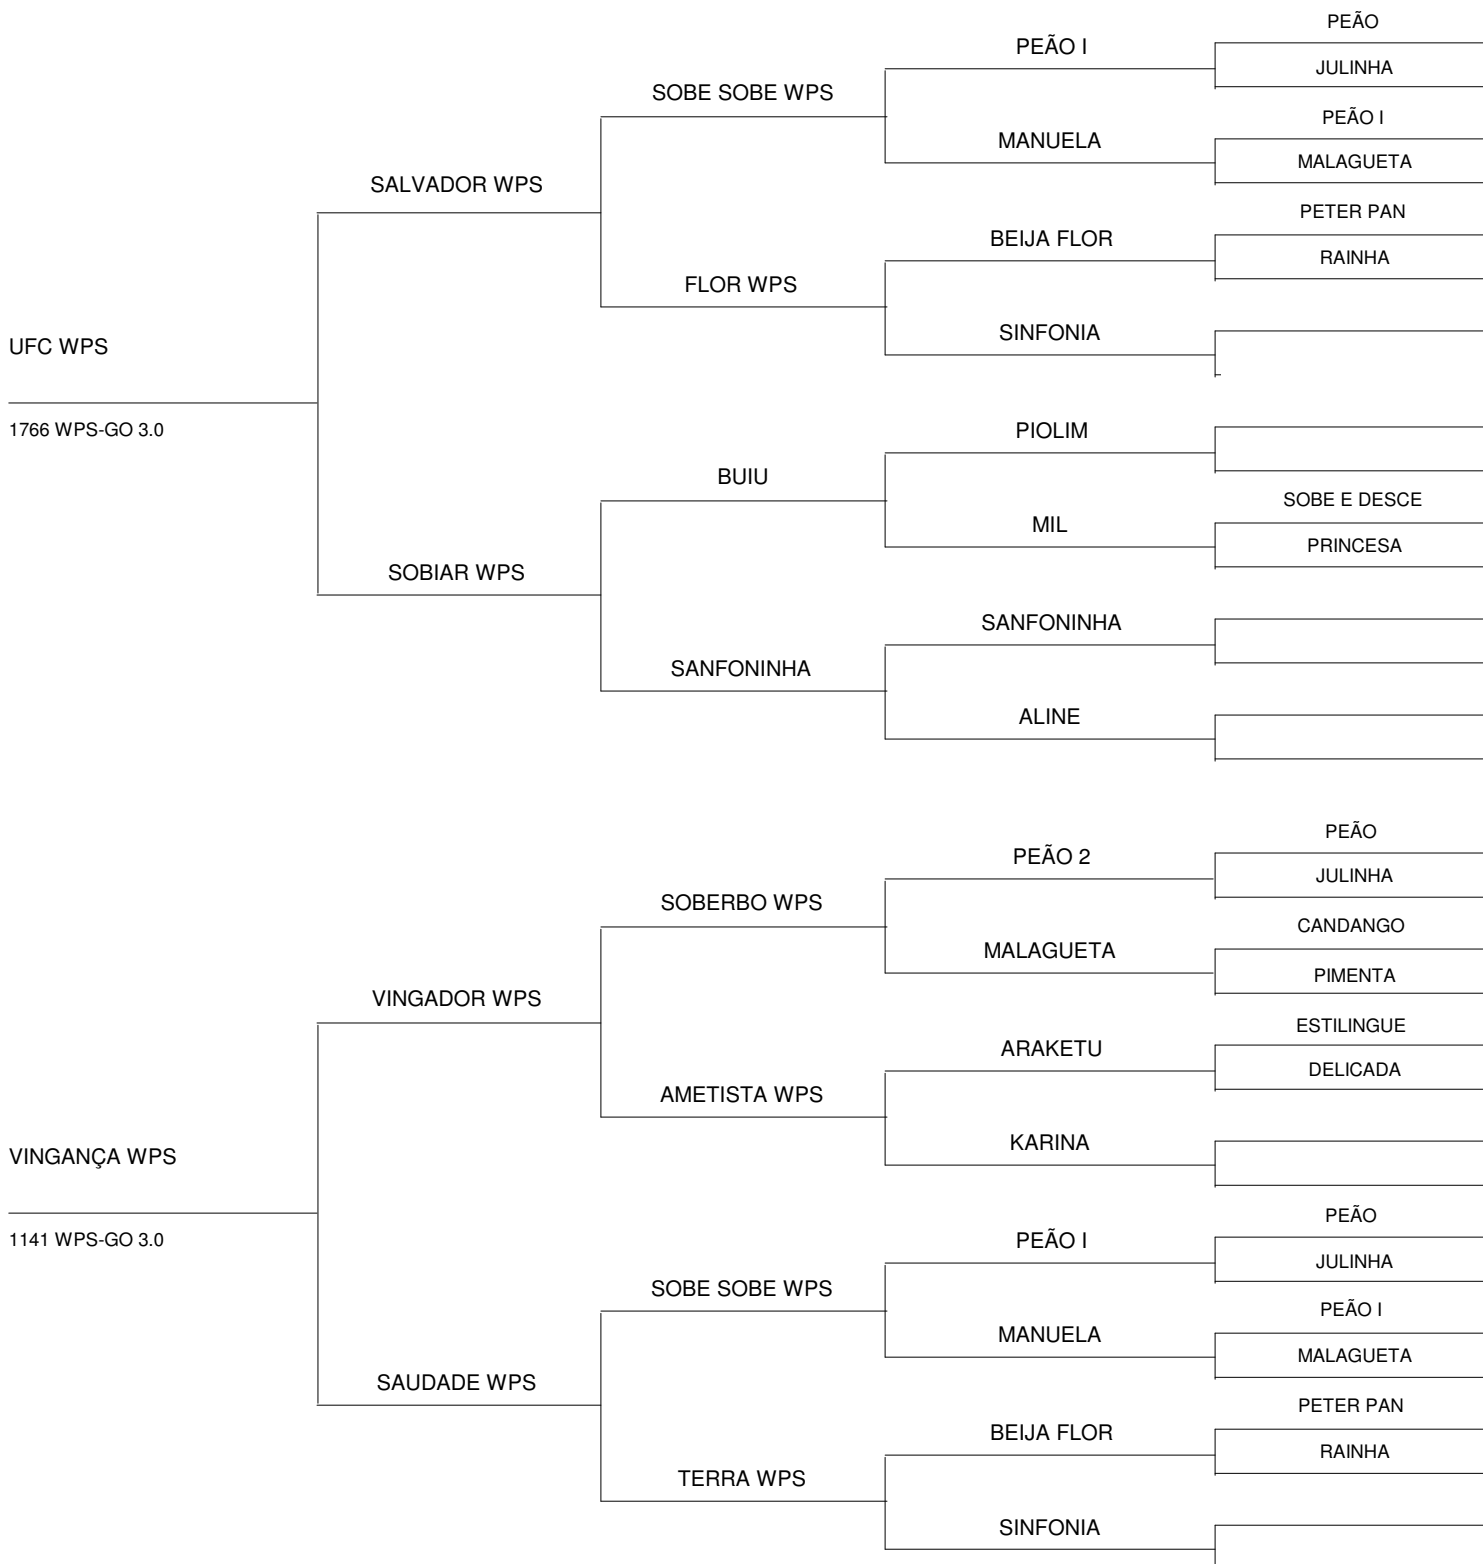 PEÃO
PEÃO I
JULINHA
SOBE SOBE WPS
PEÃO I
MANUELA
MALAGUETA
SALVADOR WPS
PETER PAN
BEIJA FLOR
RAINHA
FLOR WPS
SINFONIA
UFC WPS
1766 WPS-GO 3.0
PIOLIM
BUIU
SOBE E DESCE
MIL
PRINCESA
SOBIAR WPS
SANFONINHA
SANFONINHA
ALINE
PEÃO
PEÃO 2
JULINHA
SOBERBO WPS
CANDANGO
MALAGUETA
PIMENTA
VINGADOR WPS
ESTILINGUE
ARAKETU
DELICADA
AMETISTA WPS
KARINA
VINGANÇA WPS
1141 WPS-GO 3.0
PEÃO
PEÃO I
JULINHA
SOBE SOBE WPS
PEÃO I
MANUELA
MALAGUETA
SAUDADE WPS
PETER PAN
BEIJA FLOR
RAINHA
TERRA WPS
SINFONIA